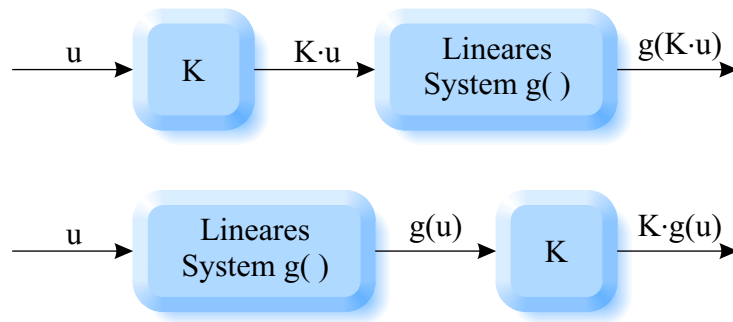 u
K
K·u
Lineares
System g( )
g(K·u)
u
Lineares
System g( )
g(u)
K
K·g(u)